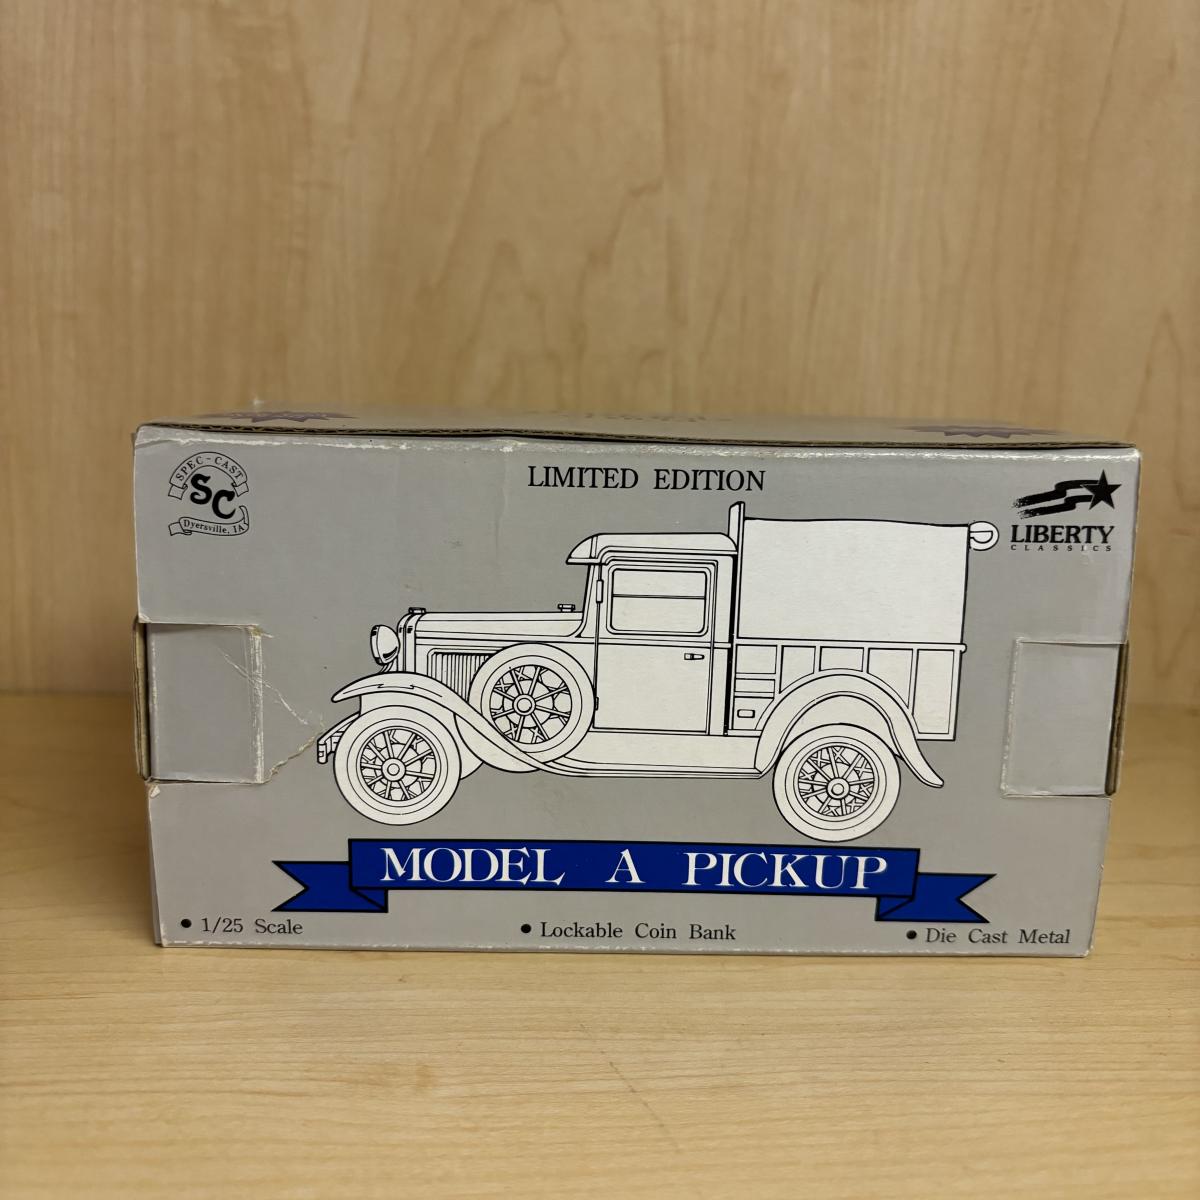 SPEC-CAST
SC
Dyersville, IA
LIMITED EDITION
LIBERTY
CLASSICS
MODEL A PICKUP
• 1/25 Scale
• Lockable Coin Bank
• Die Cast Metal